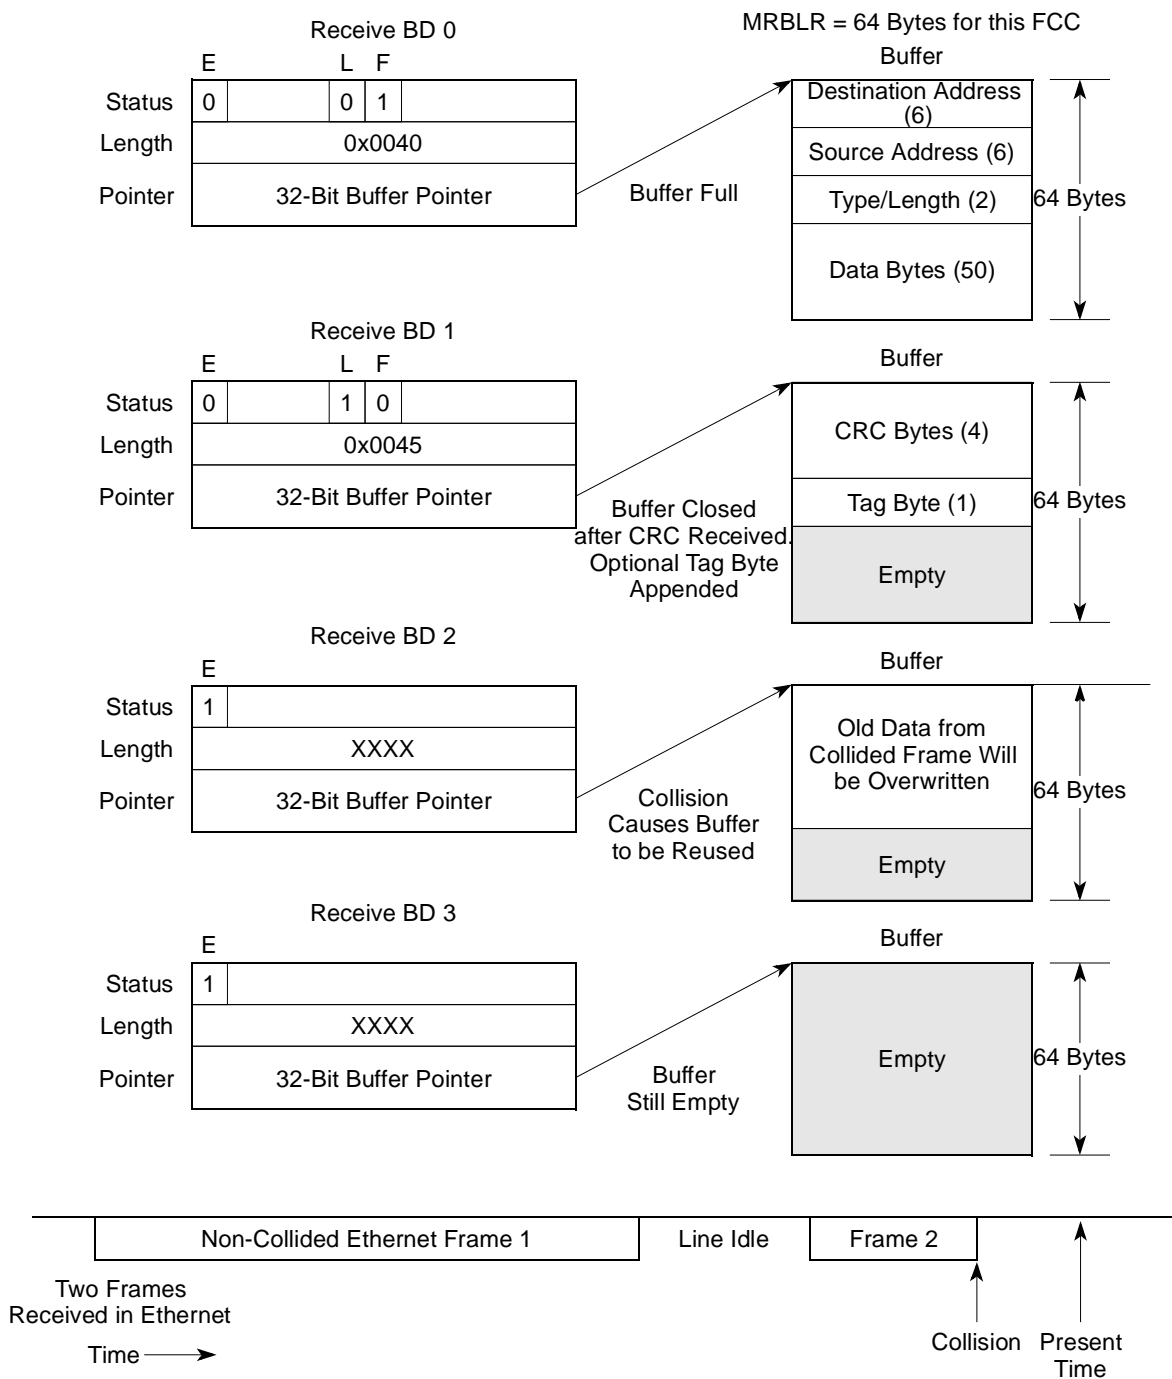 MRBLR = 64 Bytes for this FCC
Receive BD 0
Buffer
E L F
Status 0 0 1
Length 0x0040
Pointer 32-Bit Buffer Pointer
Buffer Full
Destination Address
(6)
Source Address (6)
Type/Length (2)
64 Bytes
Data Bytes (50)
Receive BD 1
Buffer
E L F
Status 0 1 0
Length 0x0045
Pointer 32-Bit Buffer Pointer
Buffer Closed
after CRC Received.
Optional Tag Byte
Appended
CRC Bytes (4)
Tag Byte (1)
64 Bytes
Empty
Receive BD 2
Buffer
E
Status 1
Length XXXX
Pointer 32-Bit Buffer Pointer
Collision
Causes Buffer
to be Reused
Old Data from
Collided Frame Will
be Overwritten
64 Bytes
Empty
Receive BD 3
Buffer
E
Status 1
Length XXXX
Pointer 32-Bit Buffer Pointer
Buffer
Still Empty
Empty
64 Bytes
Non-Collided Ethernet Frame 1 Line Idle Frame 2
Two Frames
Received in Ethernet
Time
Collision
Present
Time